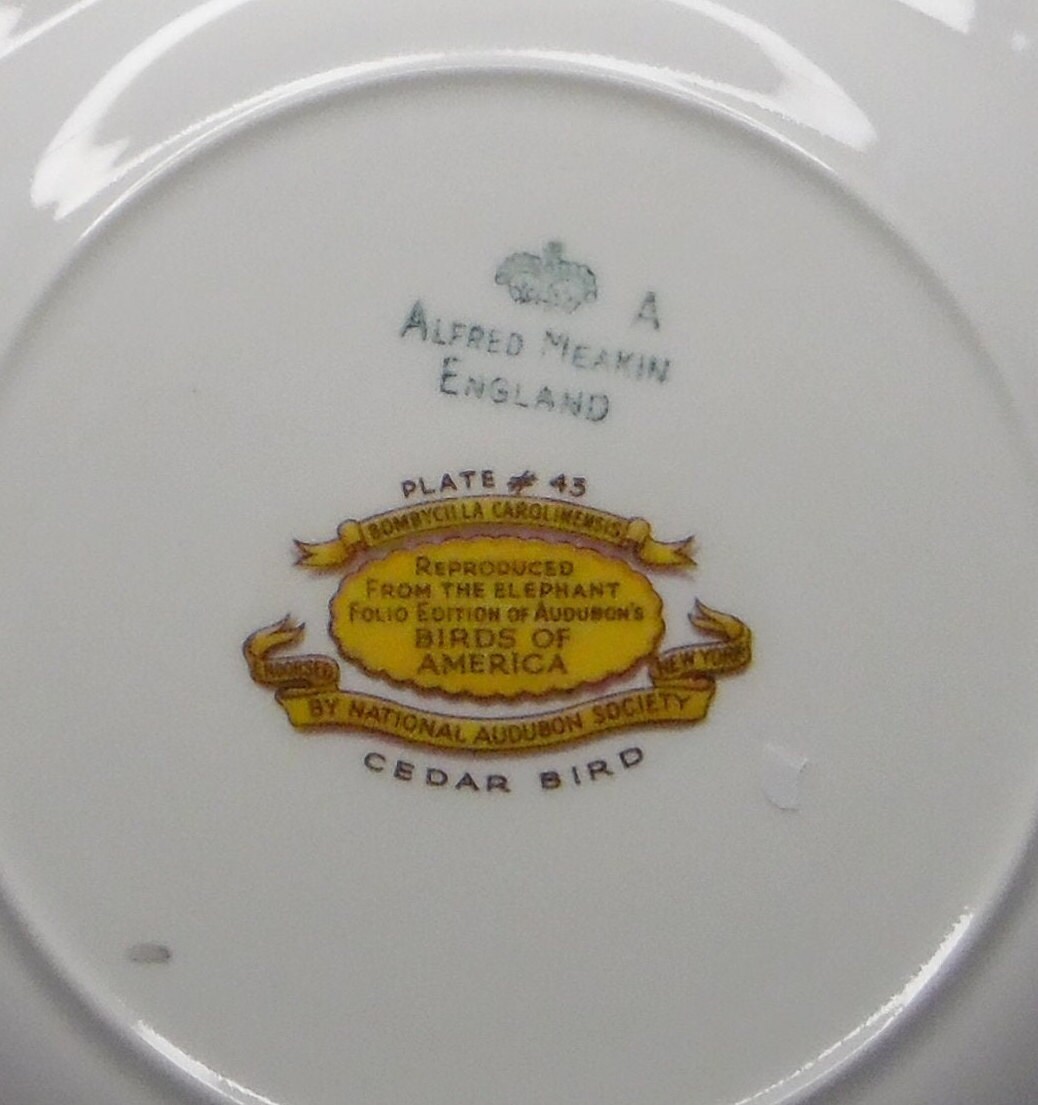 A
ALFRED MEAKIN
ENGLAND
PLATE # 43
BOMBYCILLA CAROLINENSIS
REPRODUCED
FROM THE ELEPHANT
FOLIO EDITION OF AUDUBON'S
BIRDS OF
AMERICA
INDORSED
NEW YORK
BY NATIONAL AUDUBON SOCIETY
CEDAR BIRD